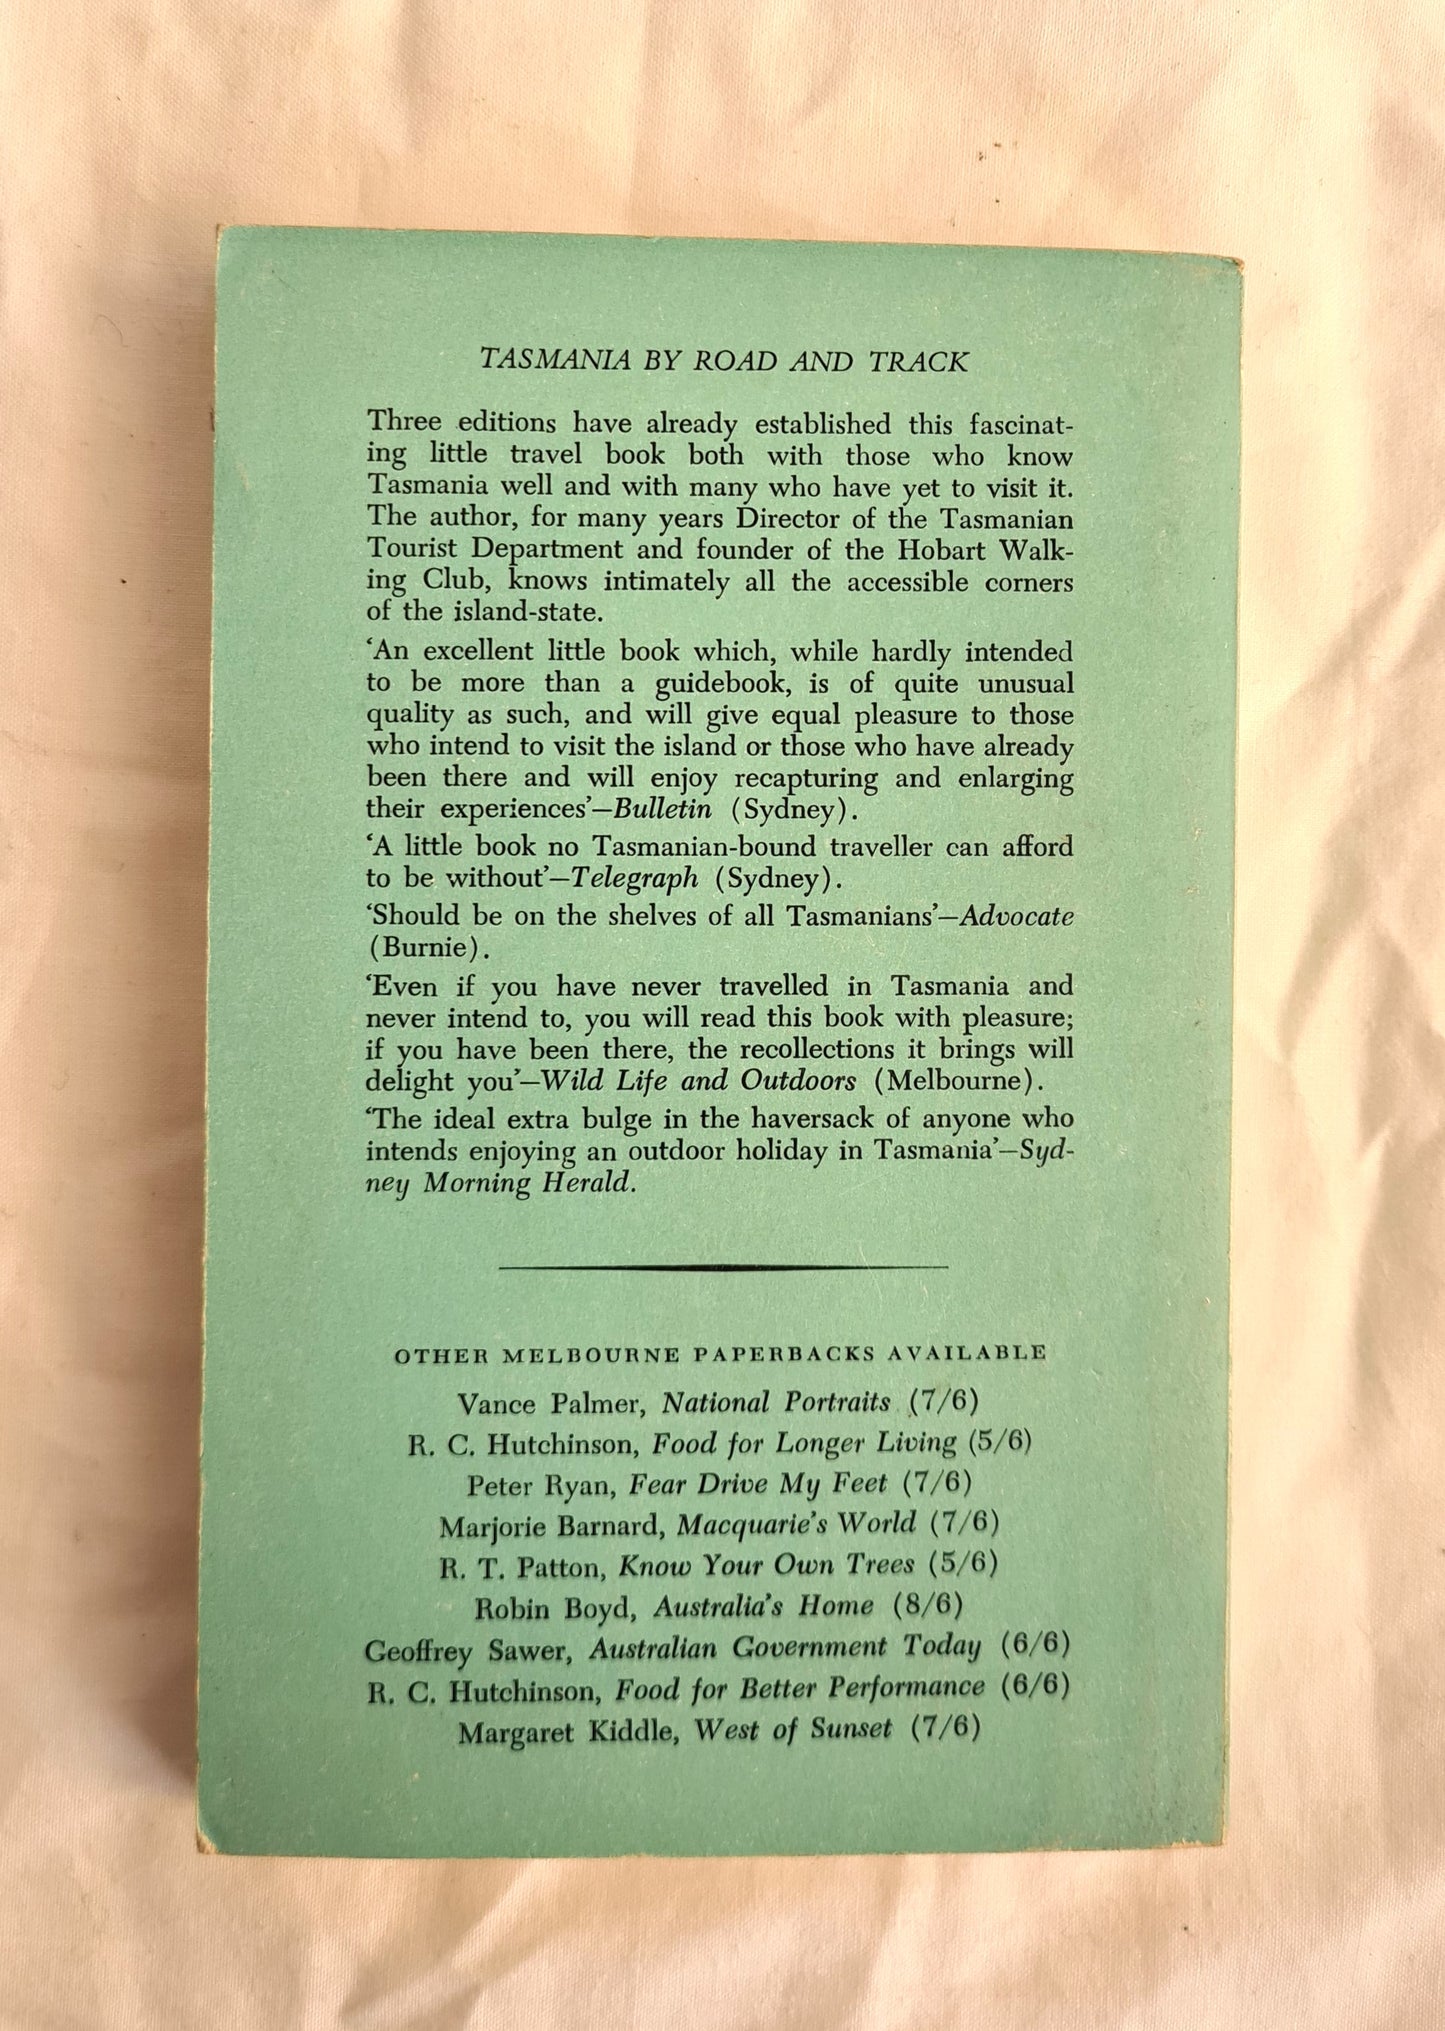 TASMANIA BY ROAD AND TRACK
Three editions have already established this fascinat-
ing little travel book both with those who know
Tasmania well and with many who have yet to visit it.
The author, for many years Director of the Tasmanian
Tourist Department and founder of the Hobart Walk-
ing Club, knows intimately all the accessible corners
of the island-state.
‘An excellent little book which, while hardly intended
to be more than a guidebook, is of quite unusual
quality as such, and will give equal pleasure to those
who intend to visit the island or those who have already
been there and will enjoy recapturing and enlarging
their experiences’—Bulletin (Sydney).
‘A little book no Tasmanian-bound traveller can afford
to be without’—Telegraph (Sydney).
‘Should be on the shelves of all Tasmanians’—Advocate
(Burnie).
‘Even if you have never travelled in Tasmania and
never intend to, you will read this book with pleasure;
if you have been there, the recollections it brings will
delight you’—Wild Life and Outdoors (Melbourne).
‘The ideal extra bulge in the haversack of anyone who
intends enjoying an outdoor holiday in Tasmania’—Syd-
ney Morning Herald.
OTHER MELBOURNE PAPERBACKS AVAILABLE
Vance Palmer, National Portraits (7/6)
R. C. Hutchinson, Food for Longer Living (5/6)
Peter Ryan, Fear Drive My Feet (7/6)
Marjorie Barnard, Macquarie’s World (7/6)
R. T. Patton, Know Your Own Trees (5/6)
Robin Boyd, Australia’s Home (8/6)
Geoffrey Sawer, Australian Government Today (6/6)
R. C. Hutchinson, Food for Better Performance (6/6)
Margaret Kiddle, West of Sunset (7/6)